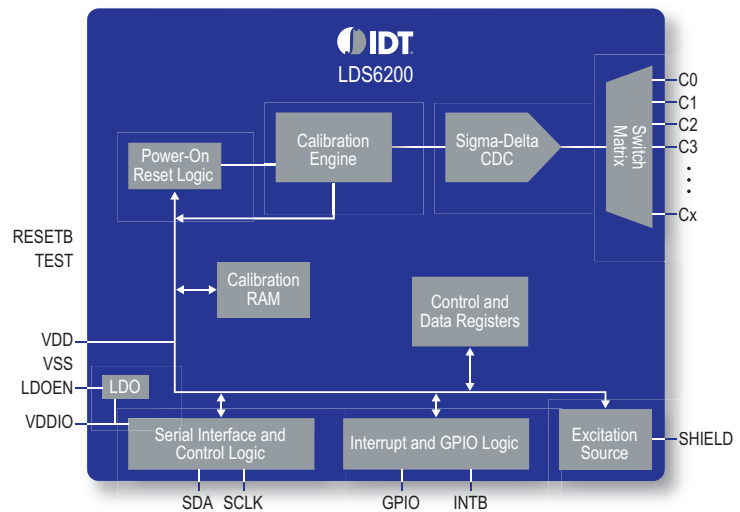 IDT
LDS6200
Power-On
Reset Logic
Calibration
Engine
Sigma-Delta
CDC
Switch
Matrix
C0
C1
C2
C3
Cx
RESETB
TEST
Calibration
RAM
Control and
Data Registers
VDD
VSS
LDOEN
LDO
VDDIO
Serial Interface and
Control Logic
Interrupt and GPIO Logic
Excitation
Source
SHIELD
SDA SCLK
GPIO INTB